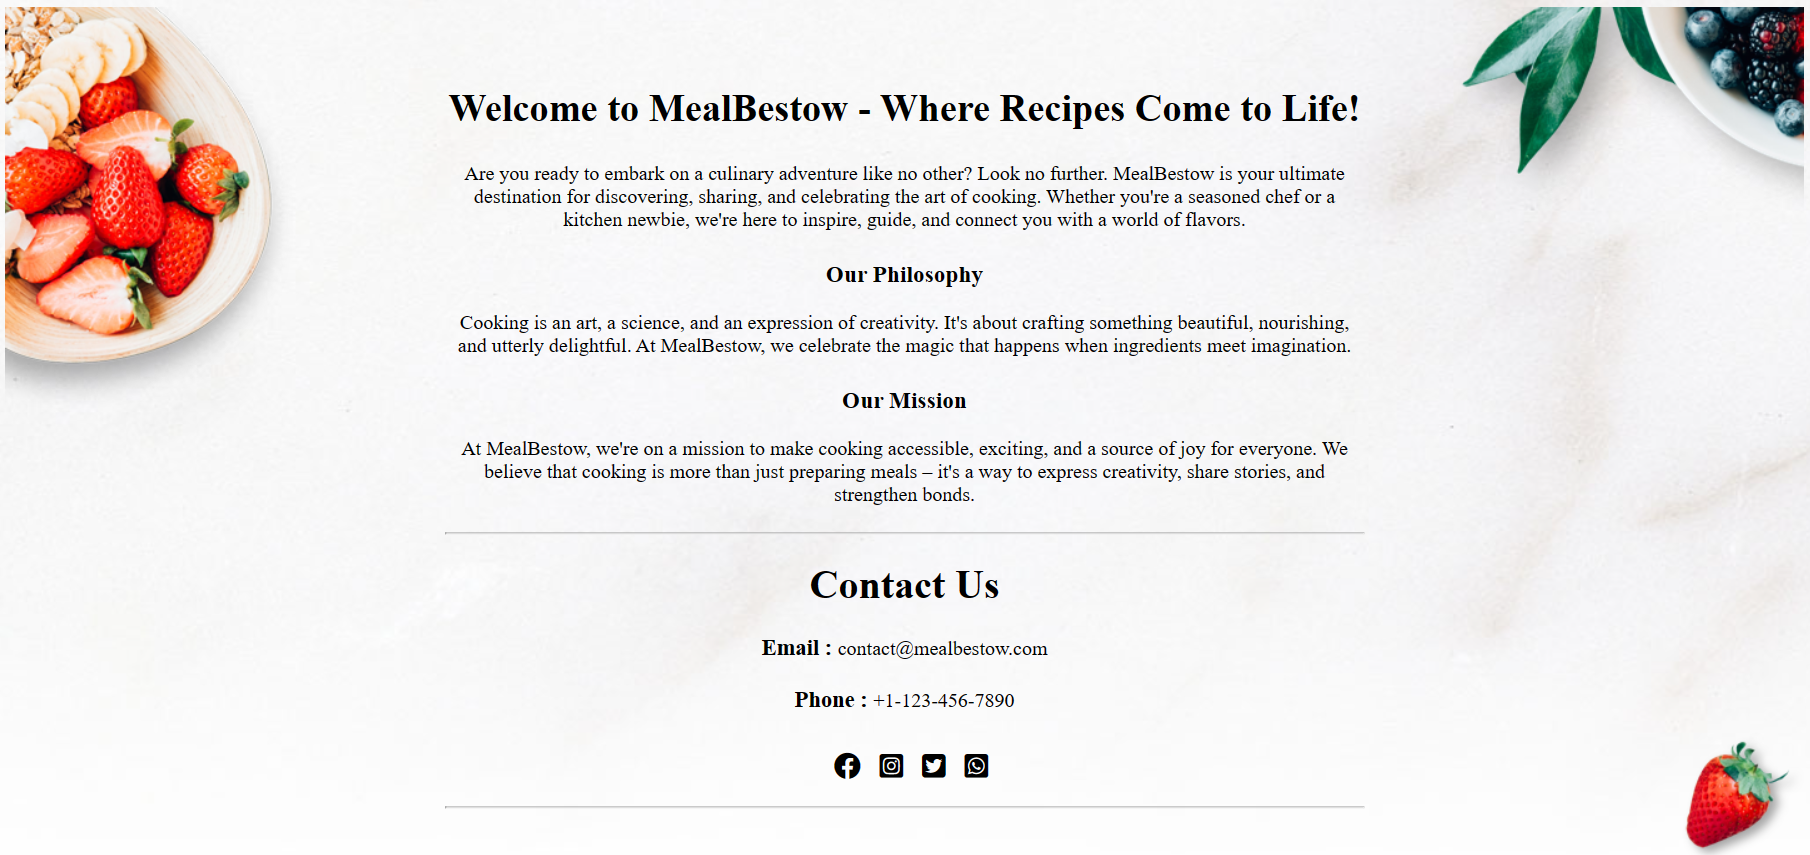 Welcome to MealBestow - Where Recipes Come to Life!
Are you ready to embark on a culinary adventure like no other? Look no further. MealBestow is your ultimate
destination for discovering, sharing, and celebrating the art of cooking. Whether you're a seasoned chef or a
kitchen newbie, we're here to inspire, guide, and connect you with a world of flavors.
Our Philosophy
Cooking is an art, a science, and an expression of creativity. It's about crafting something beautiful, nourishing,
and utterly delightful. At MealBestow, we celebrate the magic that happens when ingredients meet imagination.
Our Mission
At MealBestow, we're on a mission to make cooking accessible, exciting, and a source of joy for everyone. We
believe that cooking is more than just preparing meals – it's a way to express creativity, share stories, and
strengthen bonds.
Contact Us
Email : contact@mealbestow.com
Phone : +1-123-456-7890